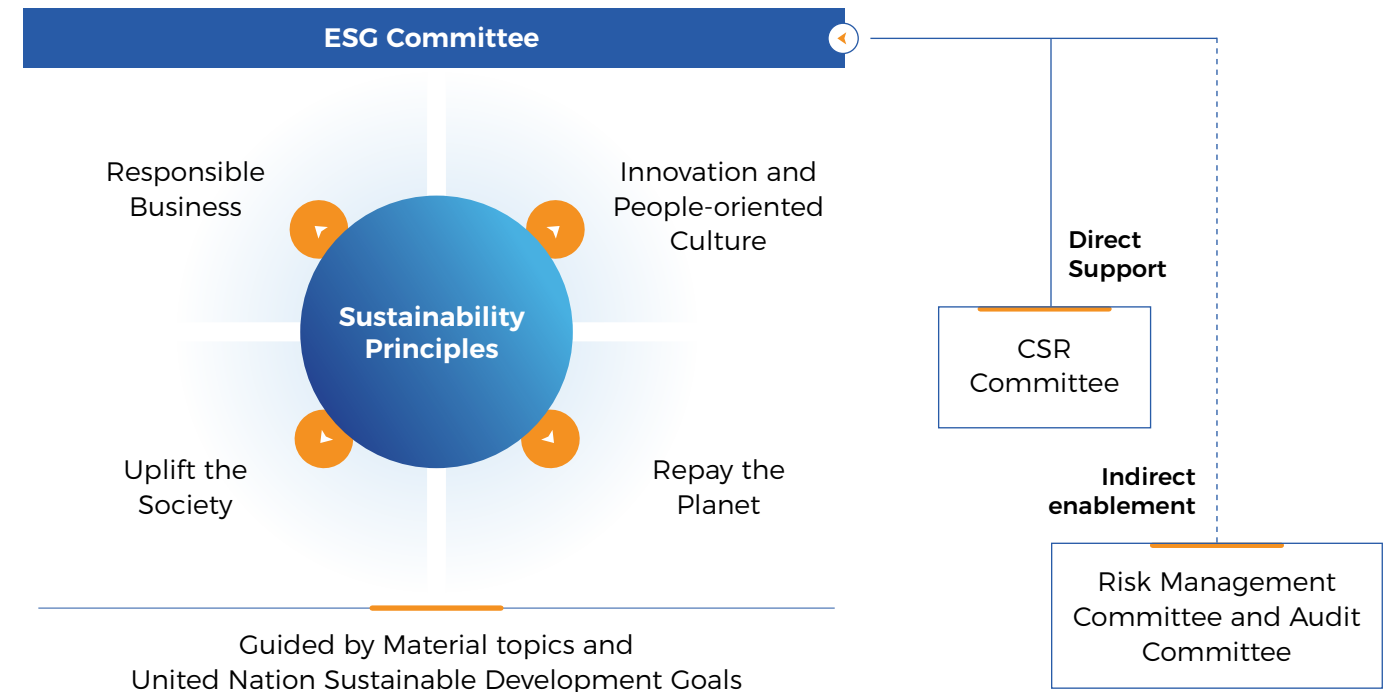 ESG Committee
Responsible
Business
Innovation and
People-oriented
Culture
Sustainability
Principles
Uplift the
Society
Repay the
Planet
Guided by Material topics and
United Nation Sustainable Development Goals
Direct
Support
CSR
Committee
Indirect
enablement
Risk Management
Committee and Audit
Committee